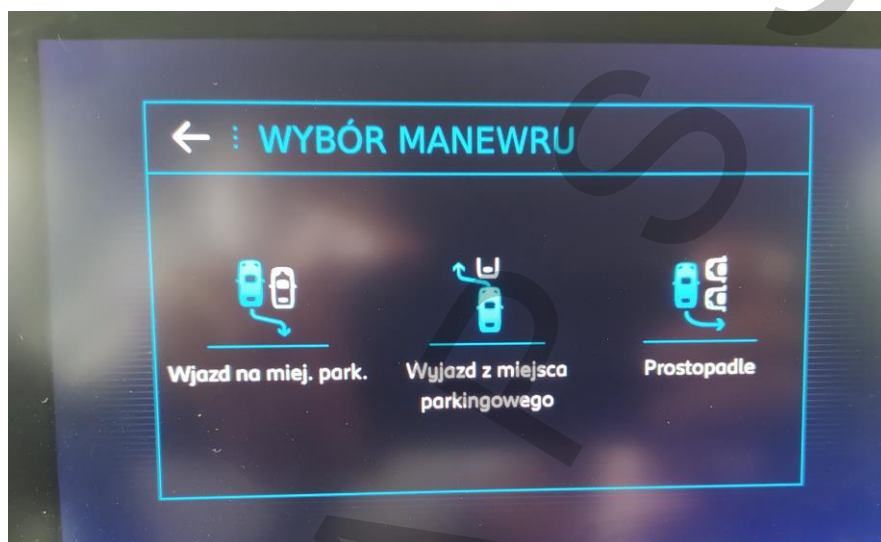 WYBÓR MANEWRU
Wjazd na miej. park.
Wyjazd z miejsca
parkingowego
Prostopadle